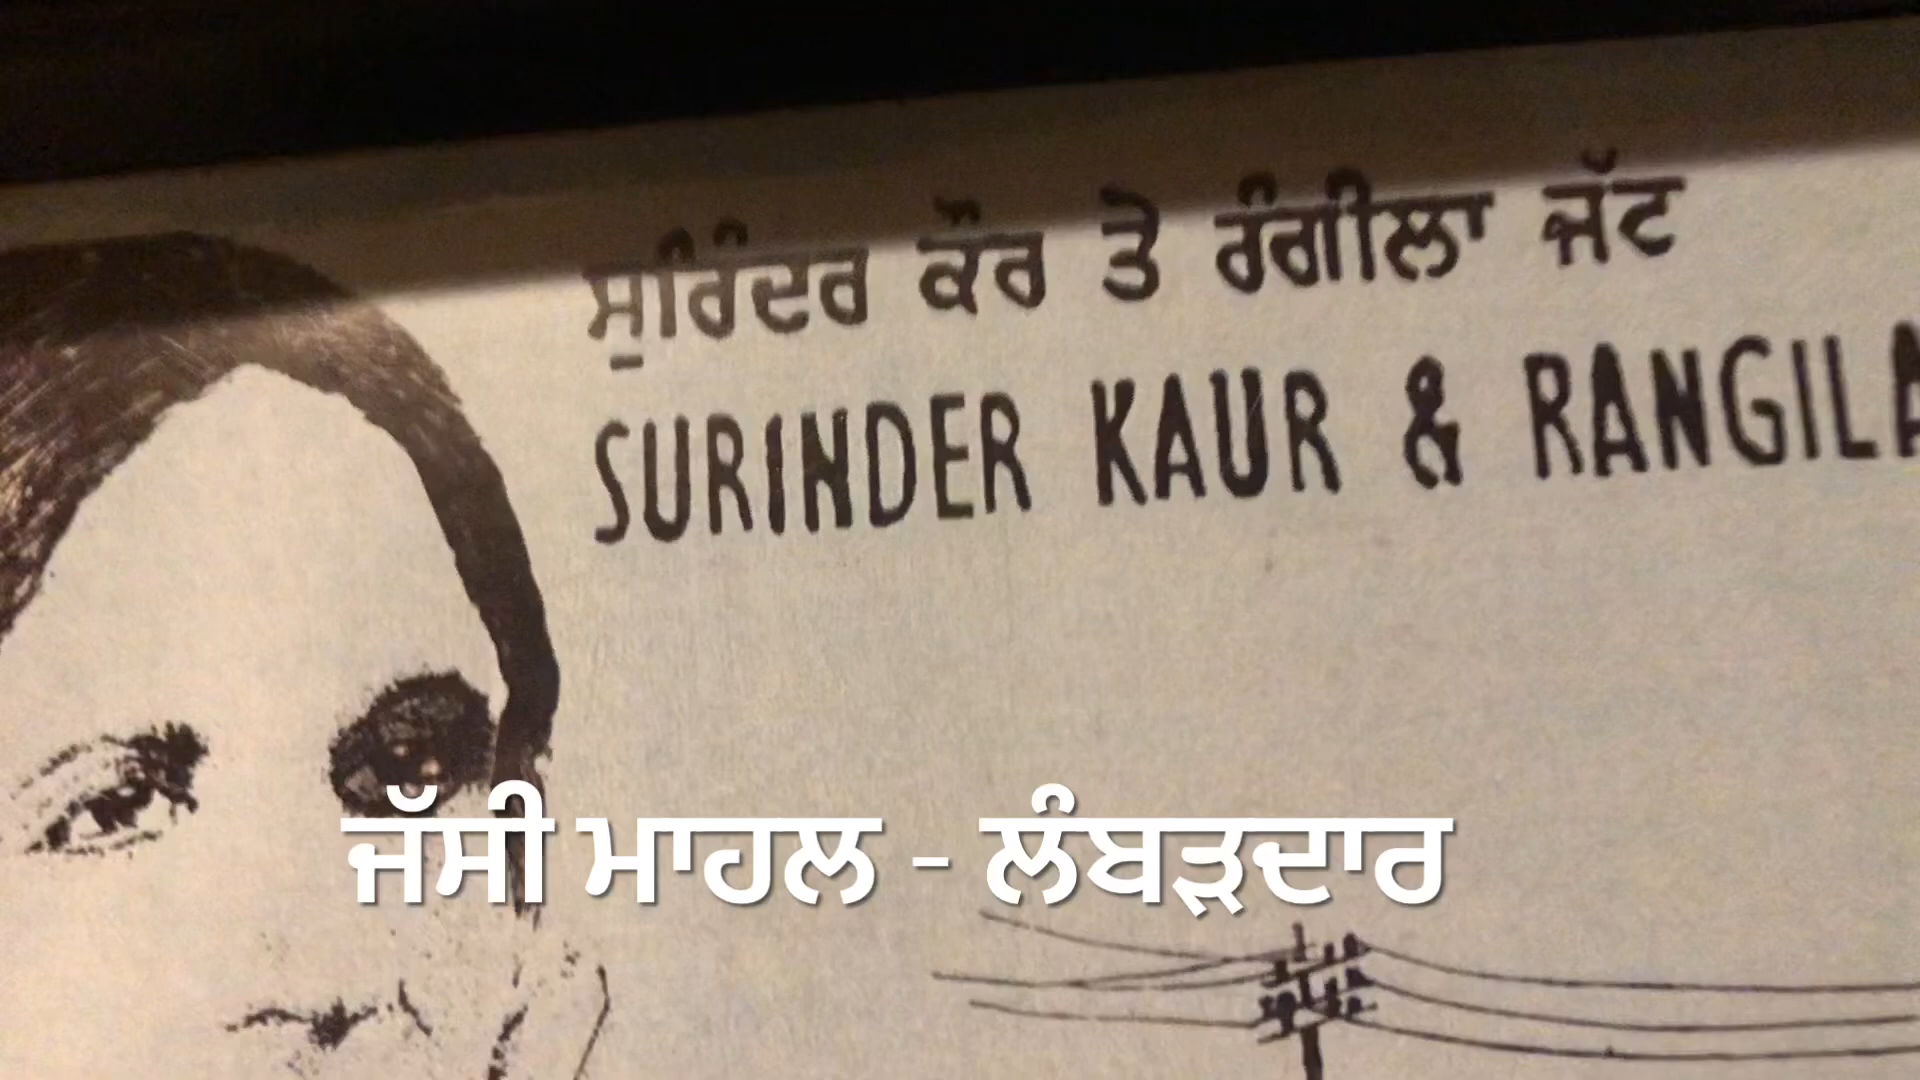 ਸੁਰਿੰਦਰ ਕੌਰ ਤੇ ਰੰਗੀਲਾ ਜੱਟ
SURINDER KAUR & RANGILA
ਜੱਸੀ ਮਾਹਲ - ਲੰਬੜਦਾਰ